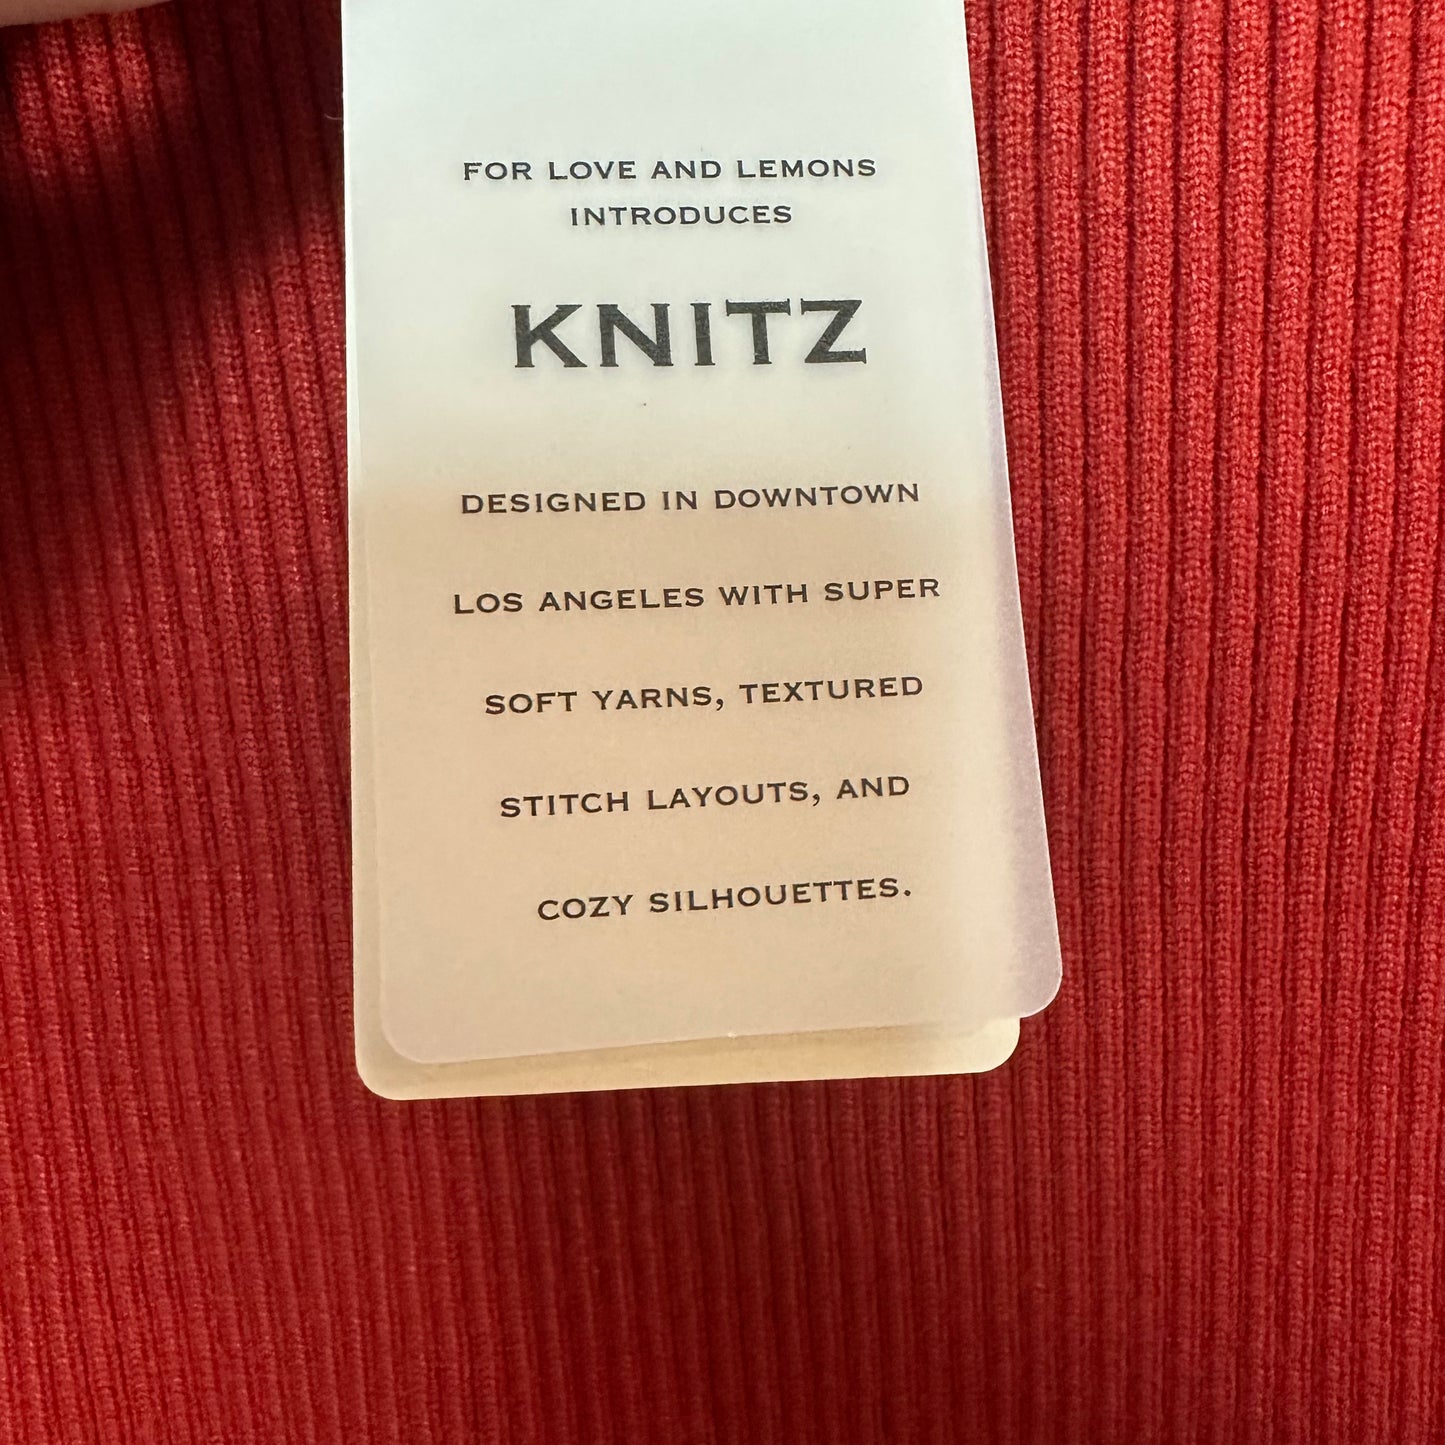 FOR LOVE AND LEMONS
INTRODUCES
KNITZ
DESIGNED IN DOWNTOWN
LOS ANGELES WITH SUPER
SOFT YARNS, TEXTURED
STITCH LAYOUTS, AND
COZY SILHOUETTES.